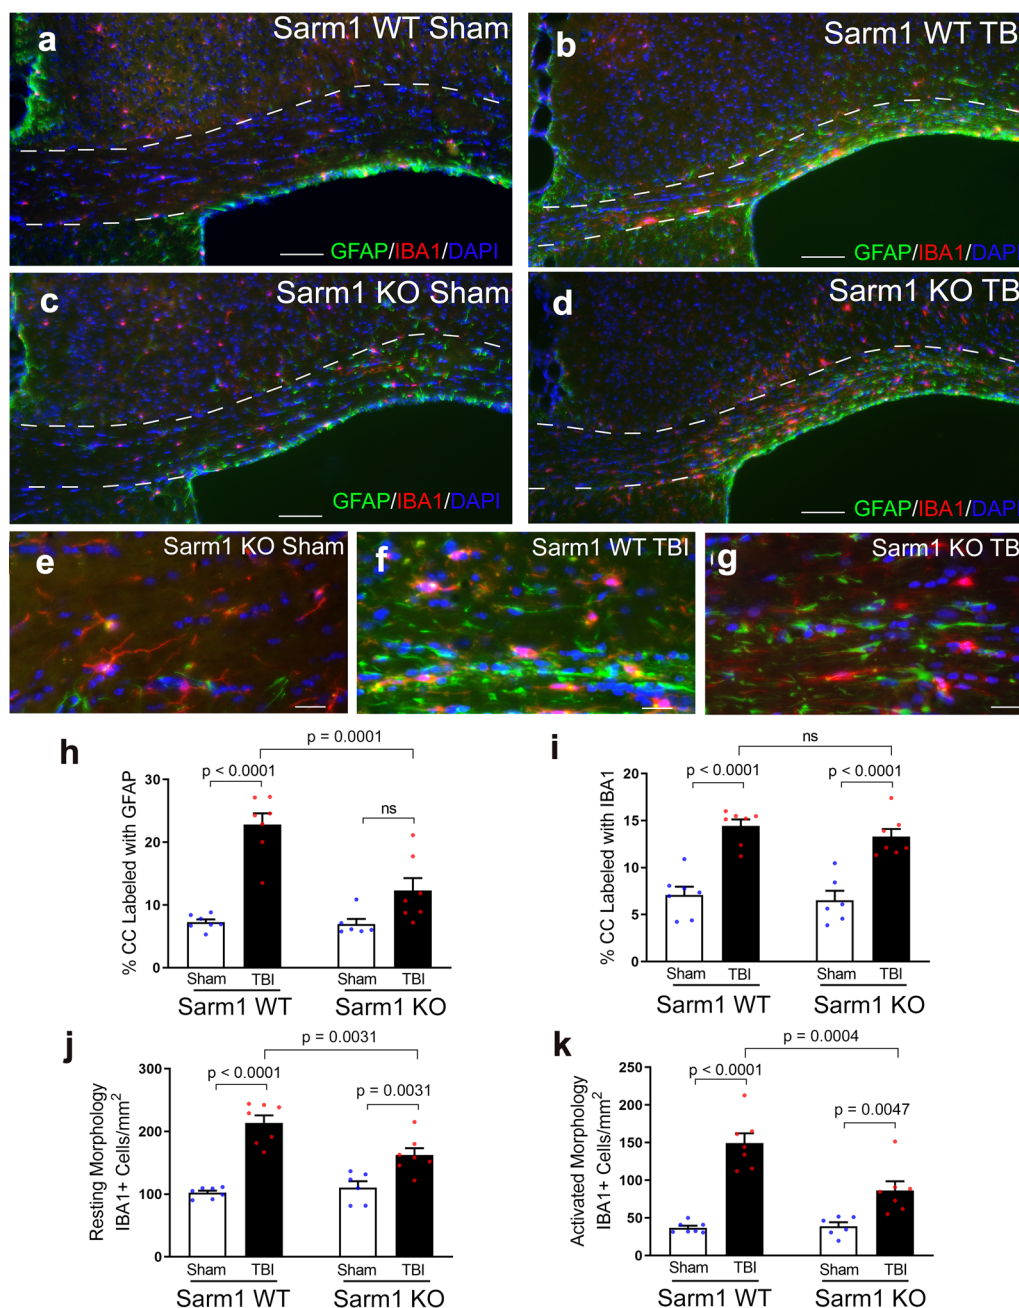 a
Sarm1 WT Sham
GFAP/IBA1/DAPI
b
Sarm1 WT TB
GFAP/IBA1/DAPI
c
Sarm1 KO Sham
GFAP/IBA1/DAPI
d
Sarm1 KO TB
GFAP/IBA1/DAPI
e
Sarm1 KO Sham
f
Sarm1 WT TBI
g
Sarm1 KO TB
h
p = 0.0001
p < 0.0001
ns
% CC Labeled with GFAP
30
20
10
0
Sham
TBI
Sham
TBI
Sarm1 WT
Sarm1 KO
i
ns
p < 0.0001
p < 0.0001
% CC Labeled with IBA1
20
15
10
5
0
Sham
TBI
Sham
TBI
Sarm1 WT
Sarm1 KO
j
p = 0.0031
p < 0.0001
p = 0.0031
Resting Morphology
IBA1+ Cells/mm²
300
200
100
0
Sham
TBI
Sham
TBI
Sarm1 WT
Sarm1 KO
k
p = 0.0004
p < 0.0001
p = 0.0047
Activated Morphology
IBA1+ Cells/mm²
250
200
150
100
50
0
Sham
TBI
Sham
TBI
Sarm1 WT
Sarm1 KO